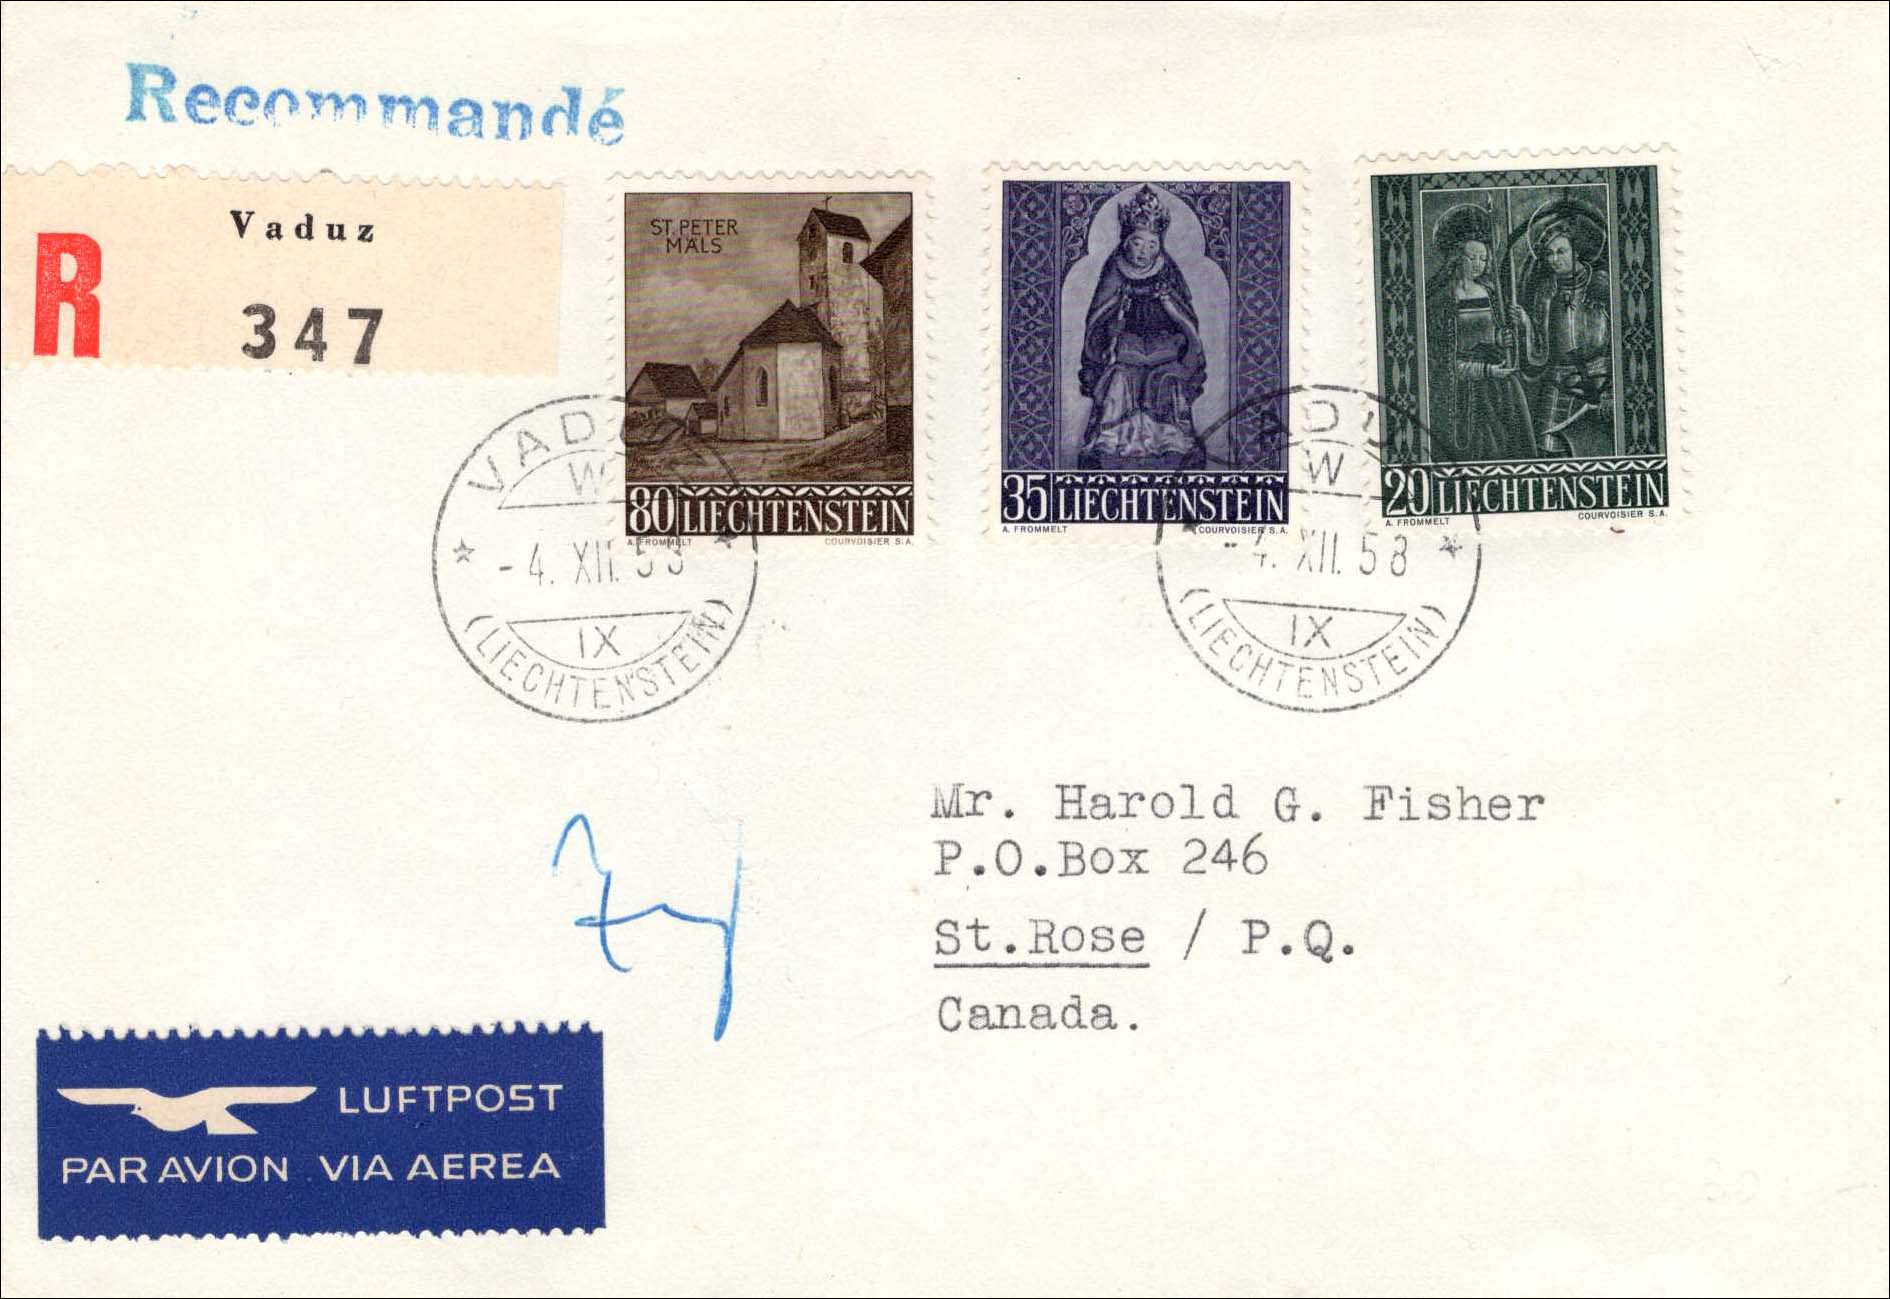 Recommandé
Vaduz
R
347
ST. PETER
MÄLS
80 LIECHTENSTEIN
A. FROMMELT COURVOISIER S.A.
35 LIECHTENSTEIN
A. FROMMELT COURVOISIER S.A.
20 LIECHTENSTEIN
A. FROMMELT COURVOISIER S.A.
VADUZ
W
-4. XII. 58
IX
(LIECHTENSTEIN)
VADUZ
W
-4. XII. 58
IX
(LIECHTENSTEIN)
Mr. Harold G. Fisher
P.O.Box 246
St.Rose / P.Q.
Canada.
LUFTPOST
PAR AVION VIA AEREA